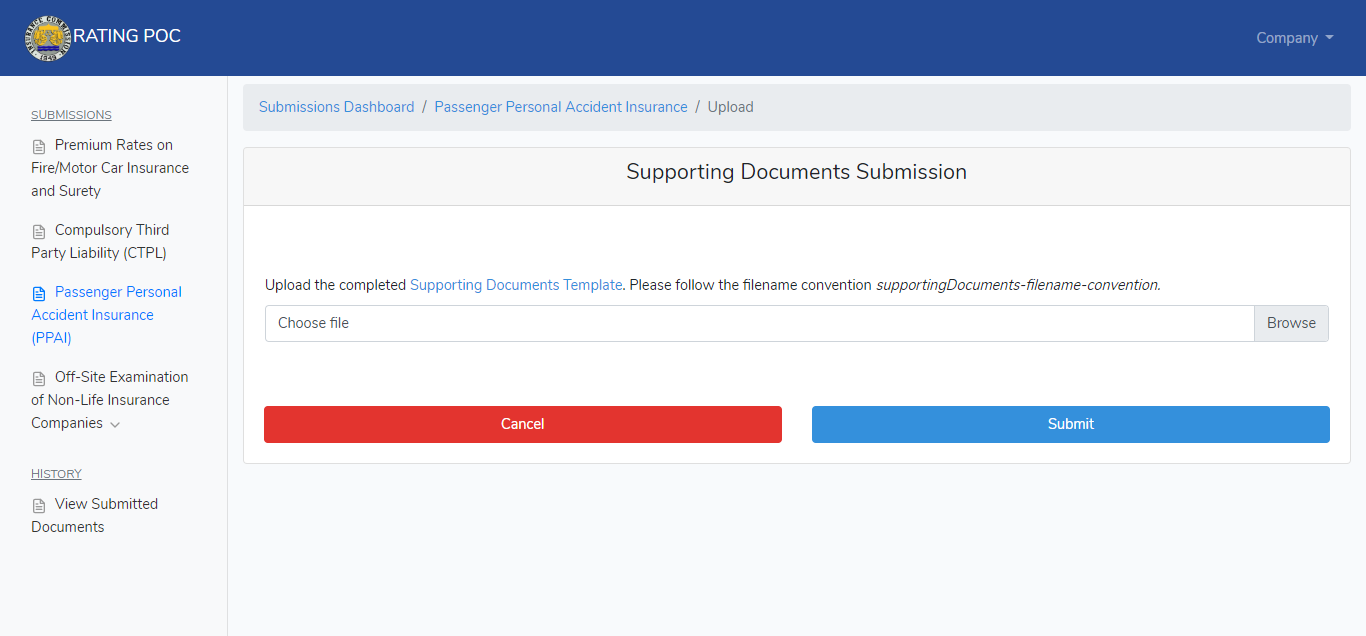 INSURANCE COMMISSION
1949
RATING POC
Company
SUBMISSIONS
Premium Rates on
Fire/Motor Car Insurance
and Surety
Compulsory Third
Party Liability (CTPL)
Passenger Personal
Accident Insurance
(PPAI)
Off-Site Examination
of Non-Life Insurance
Companies
HISTORY
View Submitted
Documents
Submissions Dashboard / Passenger Personal Accident Insurance / Upload
Supporting Documents Submission
Upload the completed Supporting Documents Template. Please follow the filename convention supportingDocuments-filename-convention.
Choose file Browse
Cancel Submit